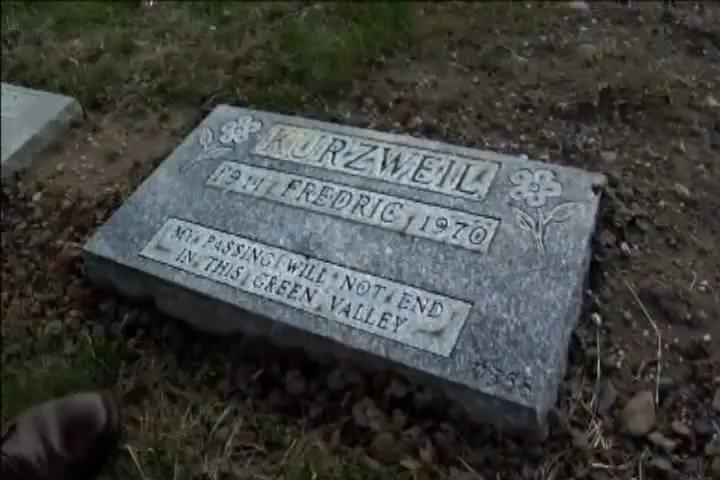 KURZWEIL
1911 FREDRIC 1970
MY PASSING WILL NOT END
IN THIS GREEN VALLEY